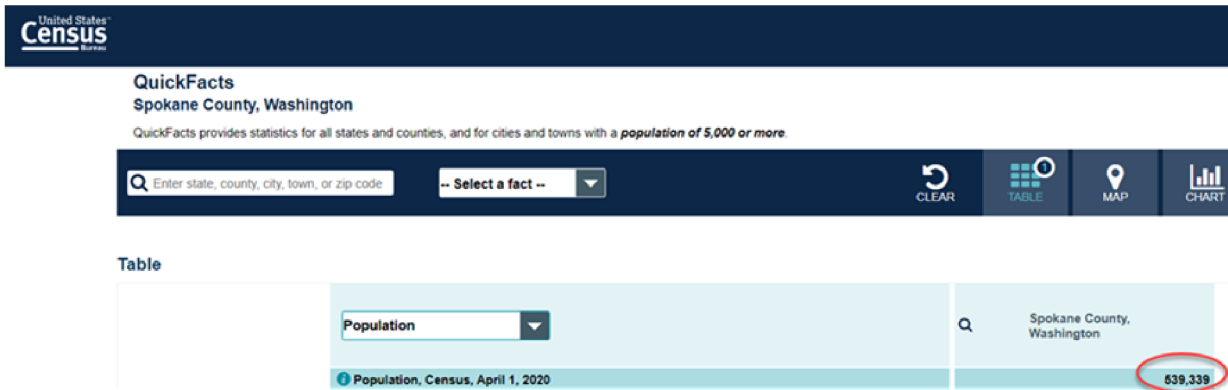 United States™
Census
Bureau
QuickFacts
Spokane County, Washington
QuickFacts provides statistics for all states and counties, and for cities and towns with a population of 5,000 or more.
Enter state, county, city, town, or zip code
-- Select a fact --
CLEAR
1
TABLE
MAP
CHART
Table
Population
Spokane County,
Washington
Population, Census, April 1, 2020
539,339